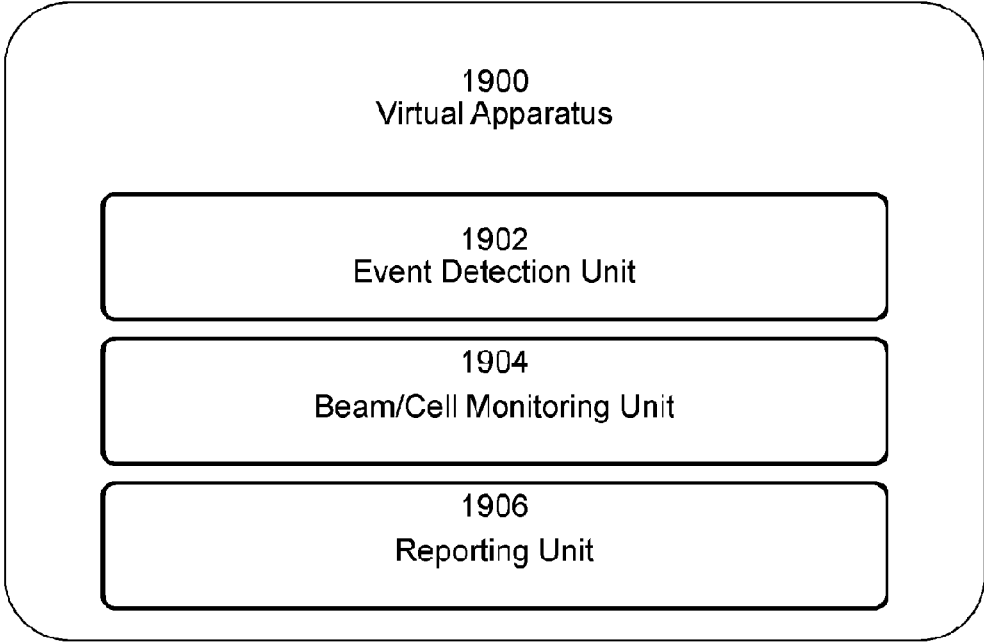 1900
Virtual Apparatus
1902
Event Detection Unit
1904
Beam/Cell Monitoring Unit
1906
Reporting Unit